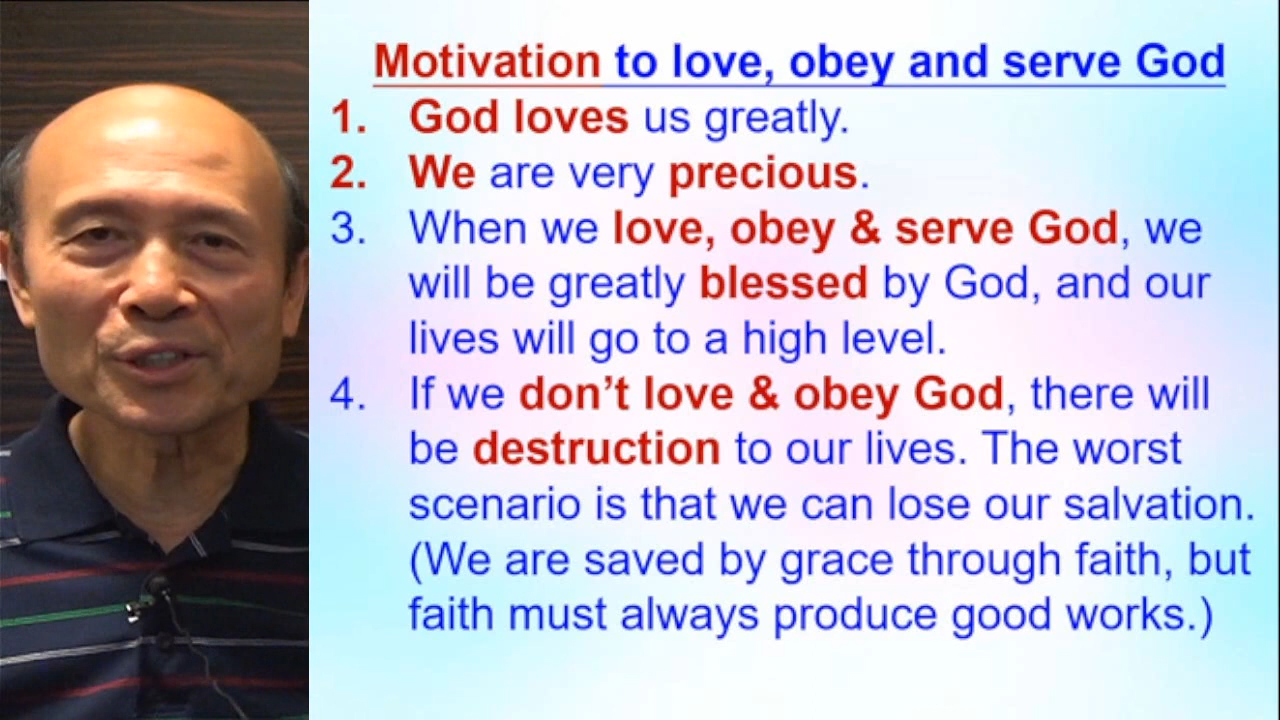 Motivation to love, obey and serve God
1. God loves us greatly.
2. We are very precious.
3. When we love, obey & serve God, we
will be greatly blessed by God, and our
lives will go to a high level.
4. If we don’t love & obey God, there will
be destruction to our lives. The worst
scenario is that we can lose our salvation.
(We are saved by grace through faith, but
faith must always produce good works.)